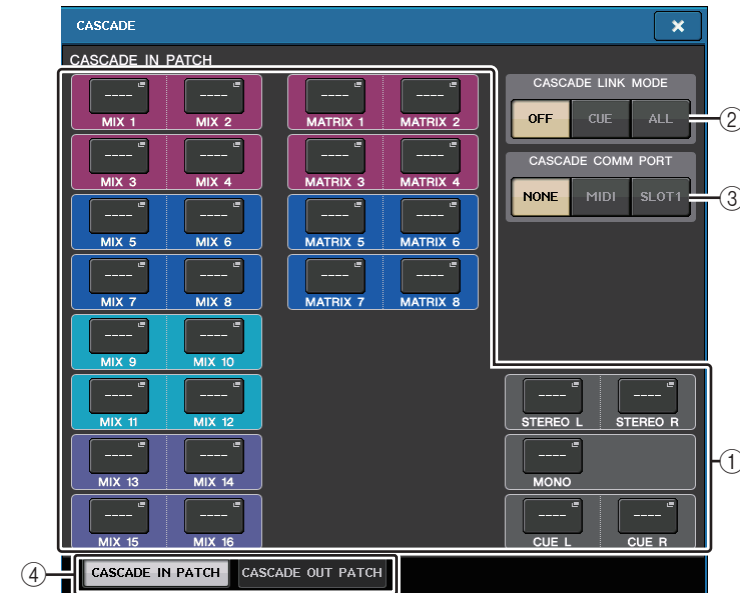 CASCADE
CASCADE IN PATCH
---- ---- ---- ---- CASCADE LINK MODE
MIX 1 MIX 2 MATRIX 1 MATRIX 2 OFF CUE ALL ②
---- ---- ---- ---- CASCADE COMM PORT
MIX 3 MIX 4 MATRIX 3 MATRIX 4 NONE MIDI SLOT1 ③
---- ---- ---- ----
MIX 5 MIX 6 MATRIX 5 MATRIX 6
---- ---- ---- ----
MIX 7 MIX 8 MATRIX 7 MATRIX 8
---- ----
MIX 9 MIX 10
---- ---- ---- ----
MIX 11 MIX 12 STEREO L STEREO R
---- ---- ---- ①
MIX 13 MIX 14 MONO
---- ---- ---- ----
MIX 15 MIX 16 CUE L CUE R
④ CASCADE IN PATCH CASCADE OUT PATCH